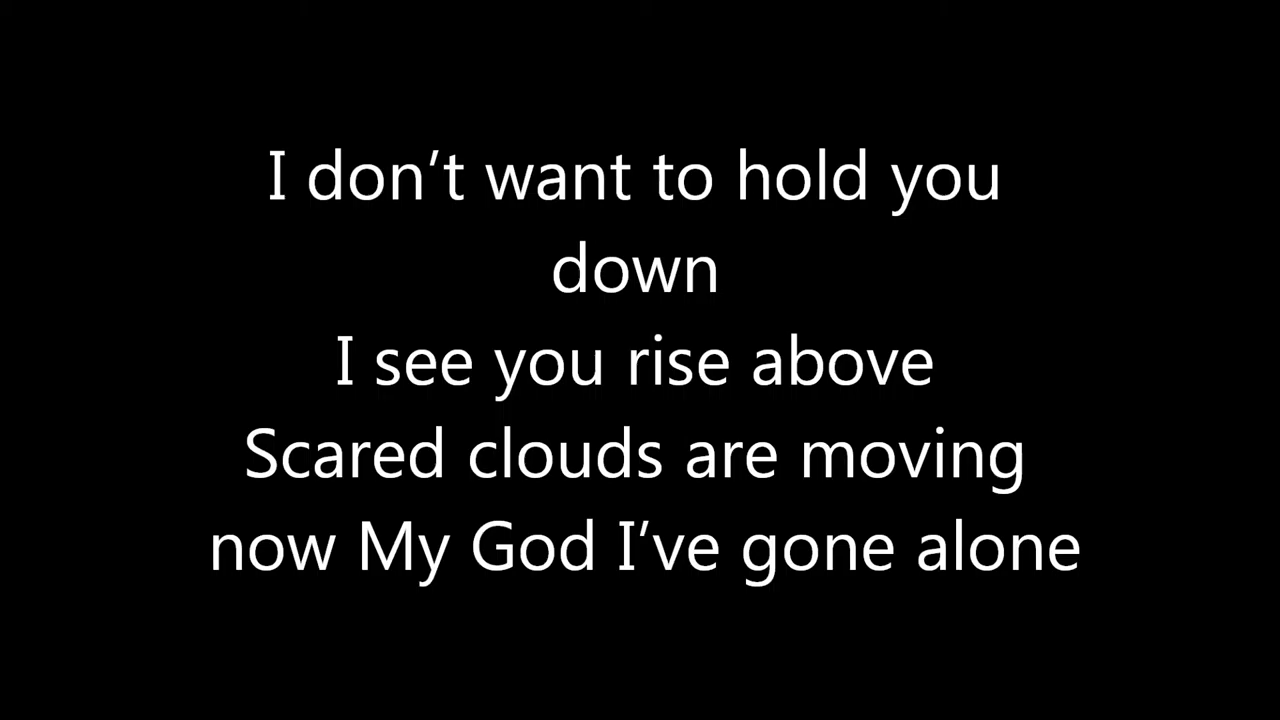 I don’t want to hold you
down
I see you rise above
Scared clouds are moving
now My God I’ve gone alone